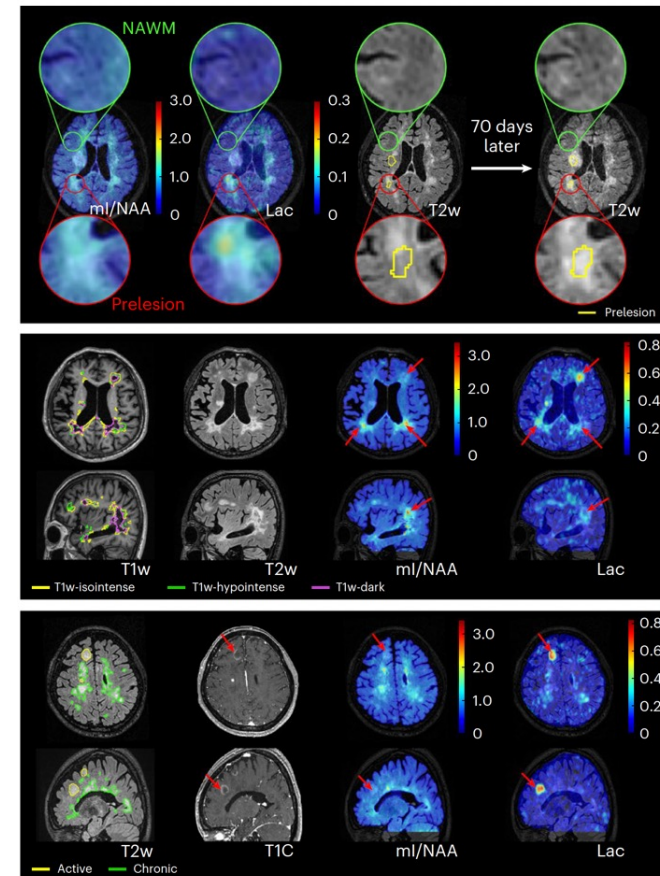 NAWM
3.0
2.0
1.0
0
mI/NAA
0.3
0.2
0.1
0
Lac
T2w
70 days
later
T2w
Prelesion
Prelesion
3.0
2.0
1.0
0
0.8
0.6
0.4
0.2
0
T1w
T2w
mI/NAA
Lac
T1w-isointense
T1w-hypointense
T1w-dark
3.0
2.0
1.0
0
0.8
0.6
0.4
0.2
0
T2w
T1C
mI/NAA
Lac
Active
Chronic